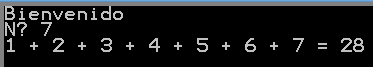 Bienvenido
N? 7
1 + 2 + 3 + 4 + 5 + 6 + 7 = 28